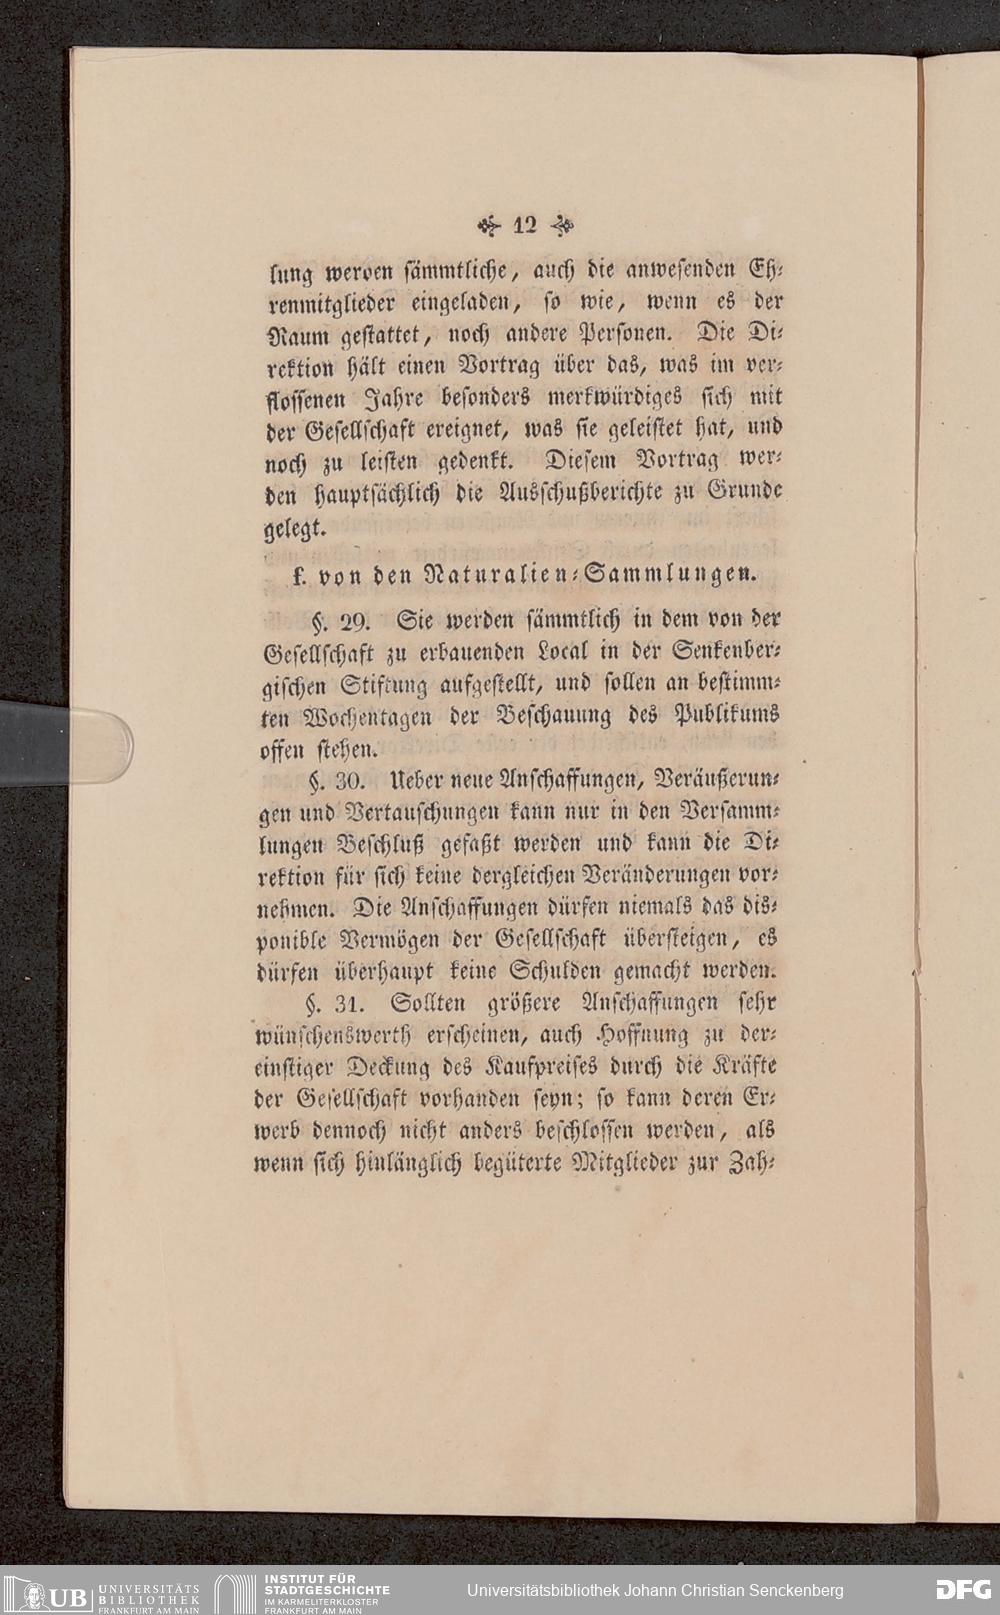 12
lung werden sämmtliche, auch die anwesenden Eh-
renmitglieder eingeladen, so wie, wenn es der
Raum gestattet, noch andere Personen. Die Di-
rektion hält einen Vortrag über das, was im ver-
flossenen Jahre besonders merkwürdiges sich mit
der Gesellschaft ereignet, was sie geleistet hat, und
noch zu leisten gedenkt. Diesem Vortrag wer-
den hauptsächlich die Ausschußberichte zu Grunde
gelegt.
k. von den Naturalien-Sammlungen.
§. 29. Sie werden sämmtlich in dem von der
Gesellschaft zu erbauenden Local in der Senkenber-
gischen Stiftung aufgestellt, und sollen an bestimm-
ten Wochentagen der Beschauung des Publikums
offen stehen.
§. 30. Ueber neue Anschaffungen, Veräußerun-
gen und Vertauschungen kann nur in den Versamm-
lungen Beschluß gefaßt werden und kann die Di-
rektion für sich keine dergleichen Veränderungen vor-
nehmen. Die Anschaffungen dürfen niemals das dis-
ponible Vermögen der Gesellschaft übersteigen, es
dürfen überhaupt keine Schulden gemacht werden.
§. 31. Sollten größere Anschaffungen sehr
wünschenswerth erscheinen, auch Hoffnung zu der-
einstiger Deckung des Kaufpreises durch die Kräfte
der Gesellschaft vorhanden seyn; so kann deren Er-
werb dennoch nicht anders beschlossen werden, als
wenn sich hinlänglich begüterte Mitglieder zur Zah-
UB UNIVERSITÄTS
BIBLIOTHEK
FRANKFURT AM MAIN
INSTITUT FÜR
STADTGESCHICHTE
IM KARMELITERKLOSTER
FRANKFURT AM MAIN
Universitätsbibliothek Johann Christian Senckenberg
DFG